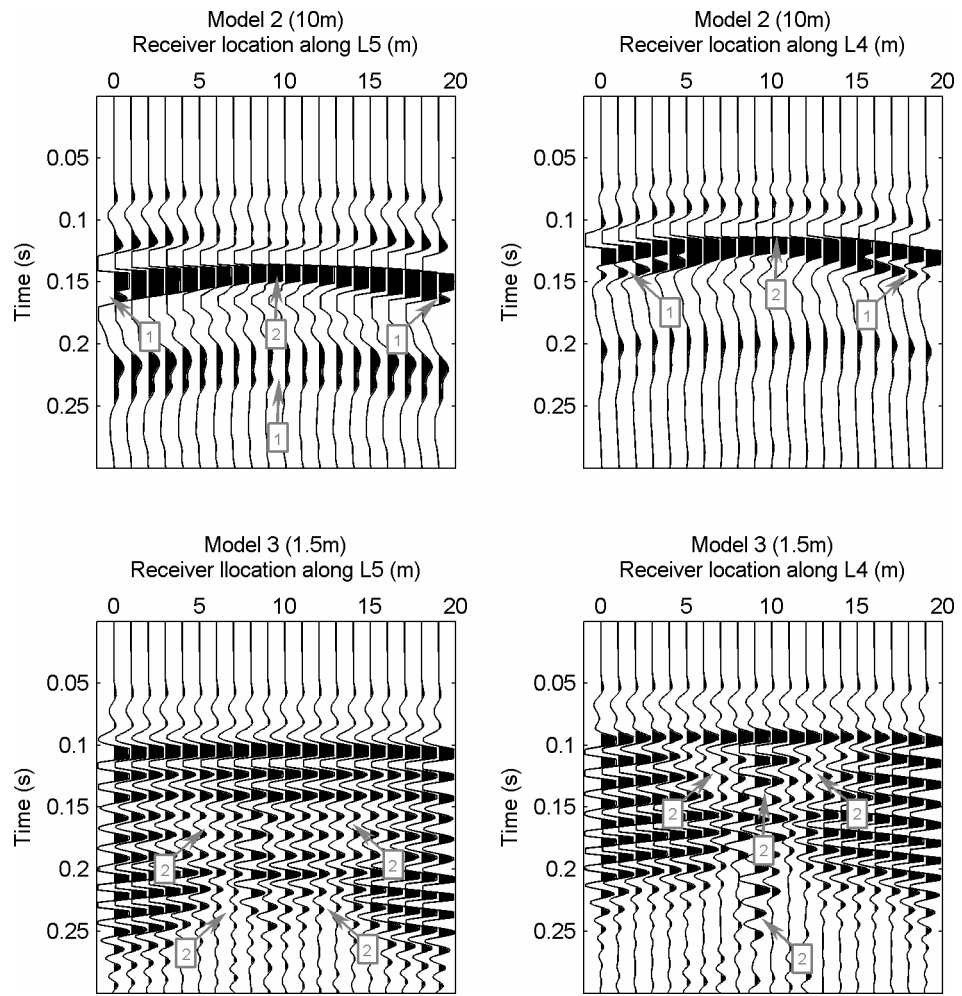 Model 2 (10m)
Receiver location along L5 (m)
0 5 10 15 20
0.05
0.1
0.15
0.2
0.25
Time (s)
1
2
1
1
Model 2 (10m)
Receiver location along L4 (m)
0 5 10 15 20
0.05
0.1
0.15
0.2
0.25
Time (s)
1
2
1
Model 3 (1.5m)
Receiver llocation along L5 (m)
0 5 10 15 20
0.05
0.1
0.15
0.2
0.25
Time (s)
2
2
2
2
Model 3 (1.5m)
Receiver location along L4 (m)
0 5 10 15 20
0.05
0.1
0.15
0.2
0.25
Time (s)
2
2
2
2